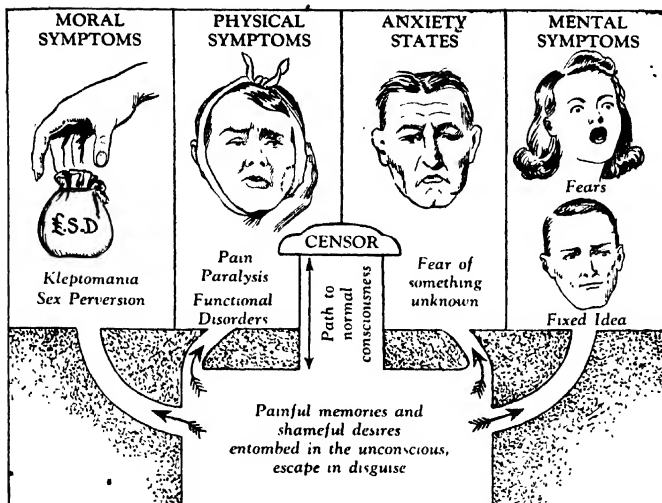 MORAL
SYMPTOMS
PHYSICAL
SYMPTOMS
ANXIETY
STATES
MENTAL
SYMPTOMS
£.S.D
Kleptomania
Sex Perversion
Pain
Paralysis
Functional
Disorders
CENSOR
Path to
normal
consciousness
Fear of
something
unknown
Fears
Fixed Idea
Painful memories and
shameful desires
entombed in the unconscious,
escape in disguise